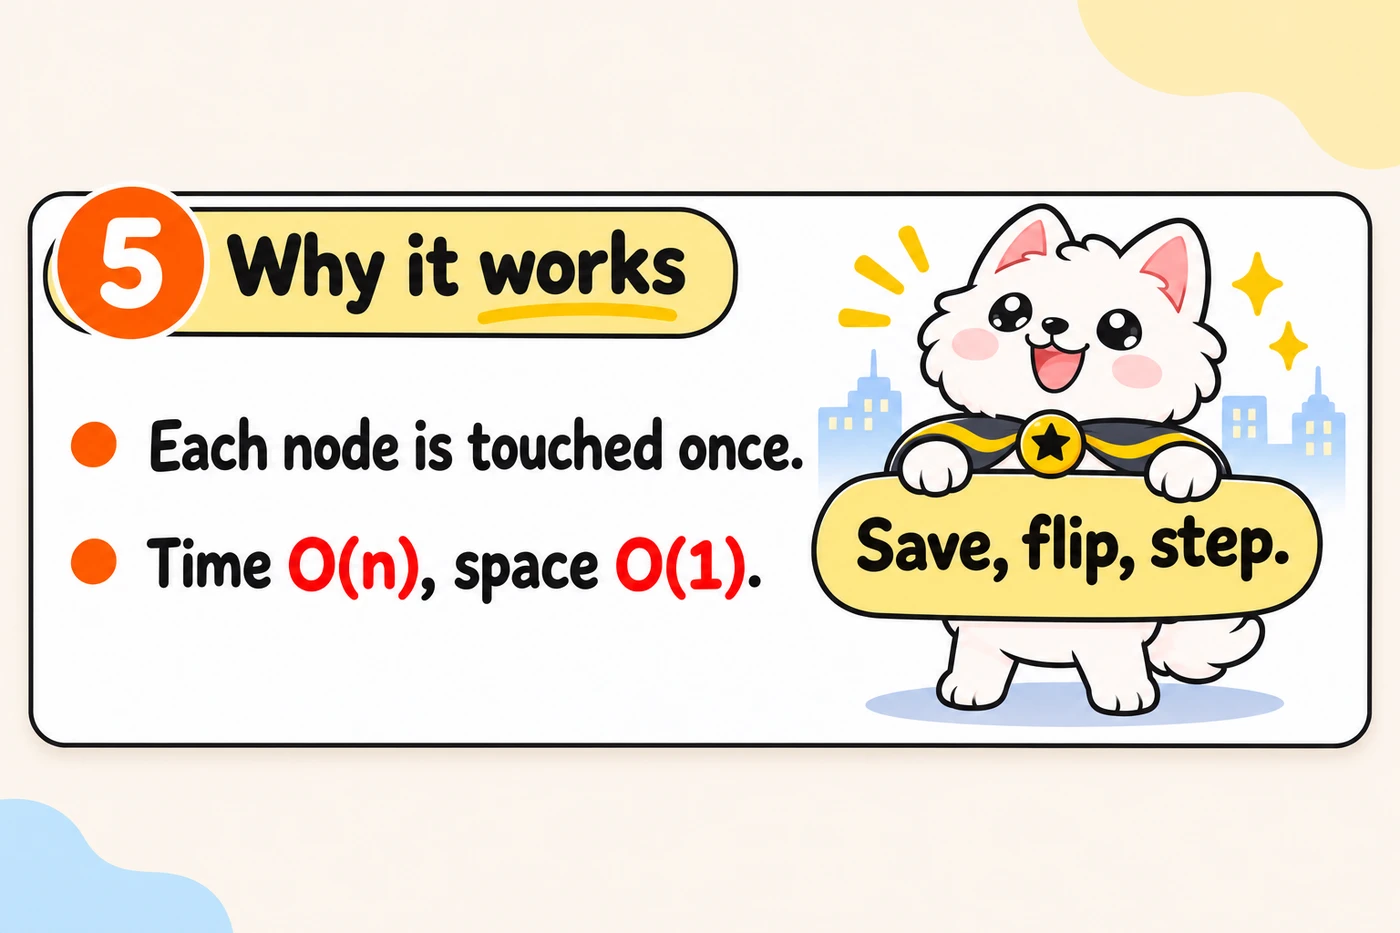 5
Why it works
Each node is touched once.
Time O(n), space O(1).
Save, flip, step.